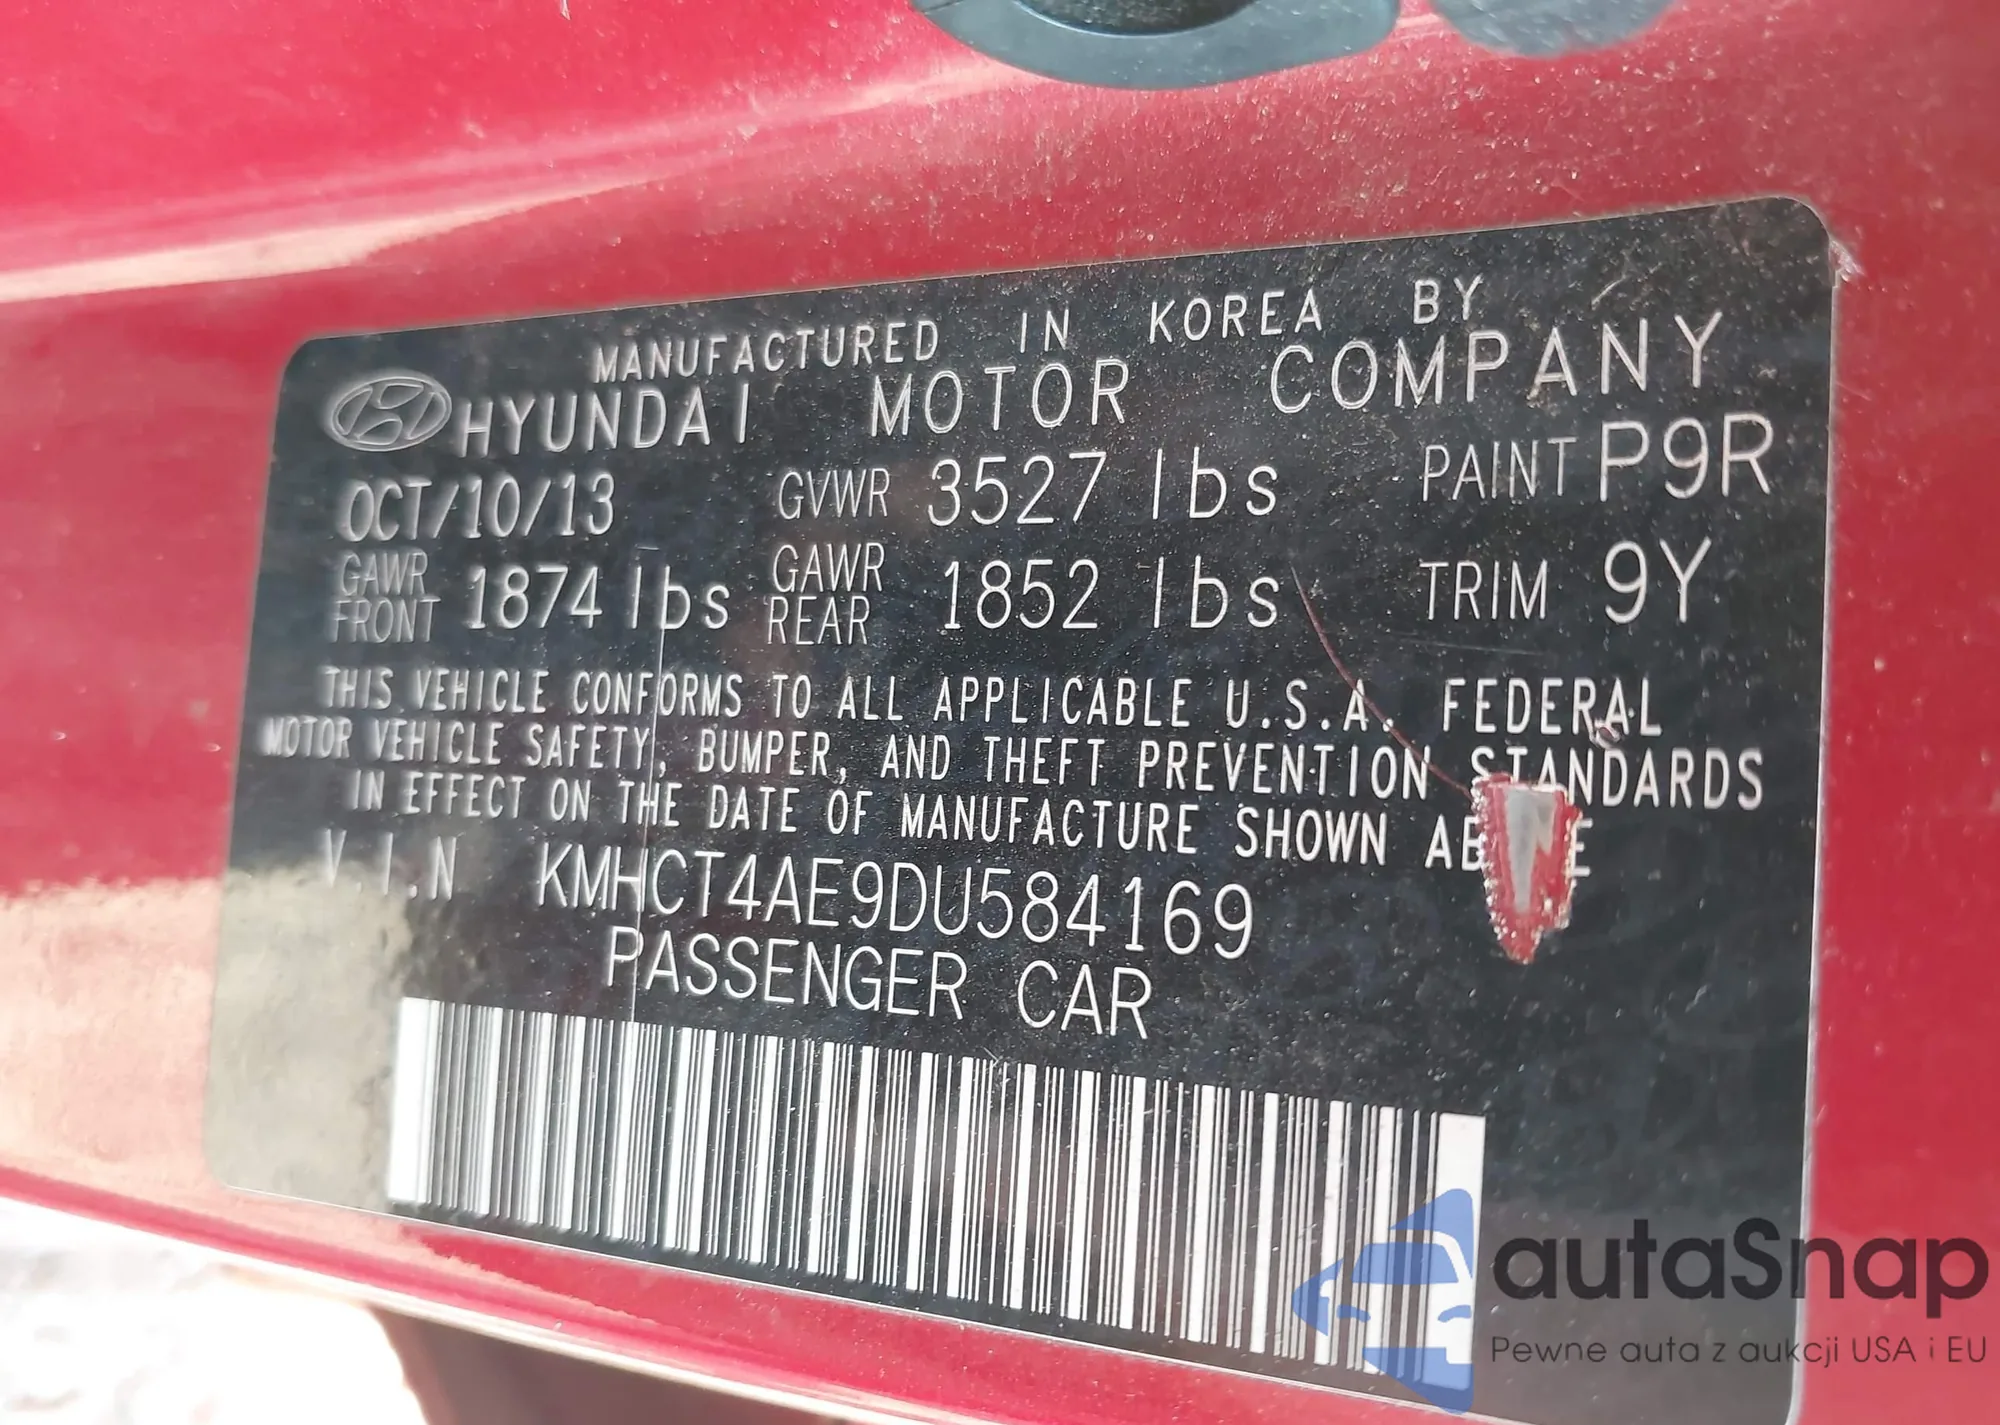 MANUFACTURED IN KOREA BY
HYUNDAI MOTOR COMPANY
OCT/10/13 GVWR 3527 lbs PAINT P9R
GAWR FRONT 1874 lbs GAWR REAR 1852 lbs TRIM 9Y
THIS VEHICLE CONFORMS TO ALL APPLICABLE U.S.A. FEDERAL
MOTOR VEHICLE SAFETY, BUMPER, AND THEFT PREVENTION STANDARDS
IN EFFECT ON THE DATE OF MANUFACTURE SHOWN
V.I.N KMHCT4AE9DU584169
PASSENGER CAR
autaSnap
Pewne auta z aukcji USA i EU